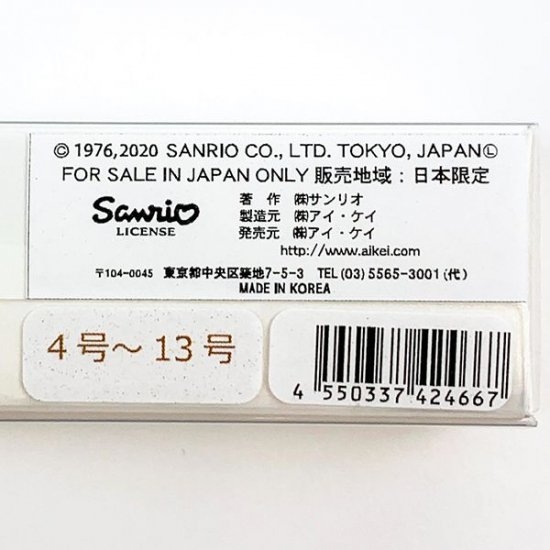 © 1976,2020 SANRIO CO., LTD. TOKYO, JAPANⓁ
FOR SALE IN JAPAN ONLY 販売地域：日本限定
Sanrio
LICENSE
著　作　㈱サンリオ
製造元　㈱アイ・ケイ
発売元　㈱アイ・ケイ
http://www.aikei.com
〒104-0045　東京都中央区築地7-5-3　TEL(03)5565-3001(代)
MADE IN KOREA
4号〜13号
4 550337 424667